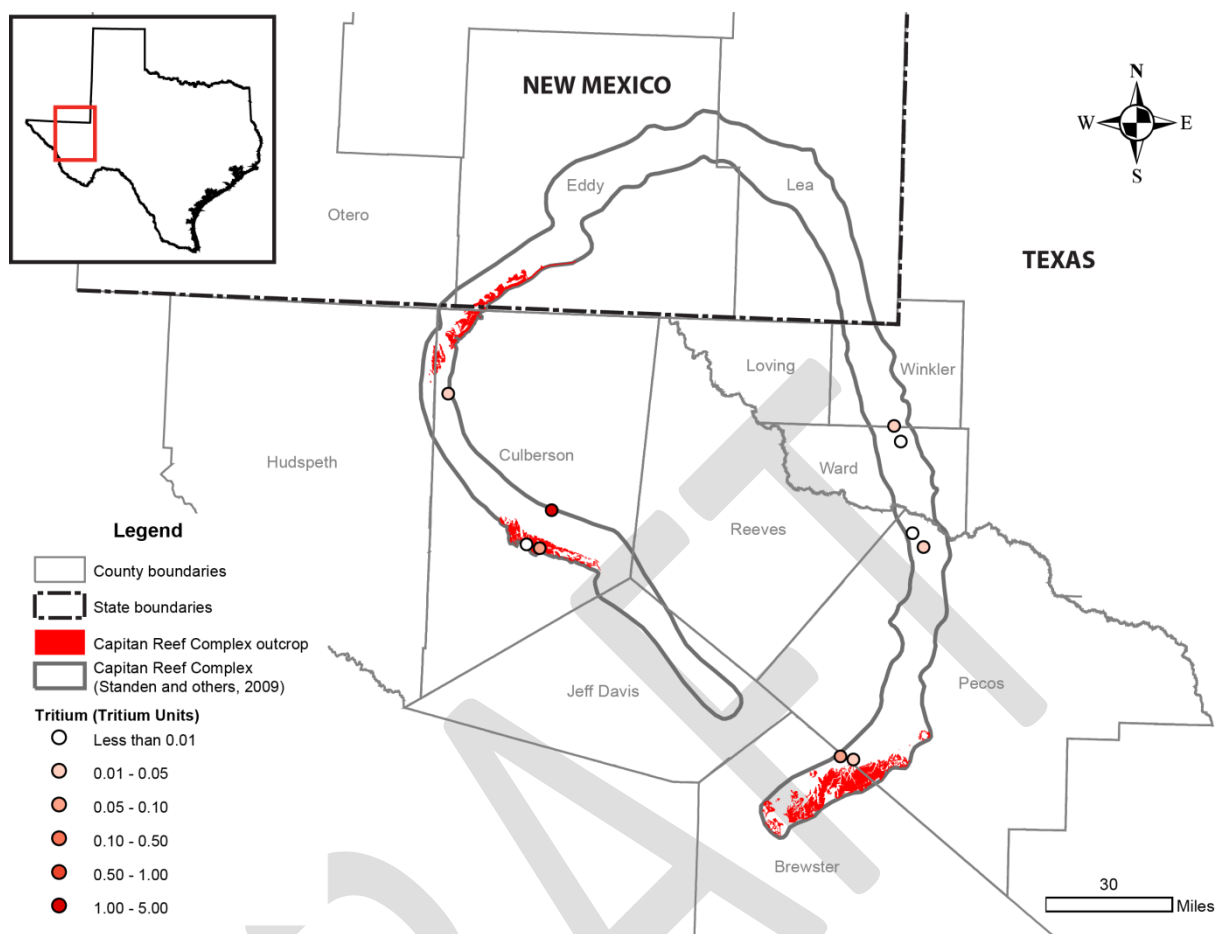 NEW MEXICO
N
W E
S
Eddy
Lea
Otero
TEXAS
Loving
Winkler
Culberson
Hudspeth
Ward
Reeves
Legend
County boundaries
State boundaries
Capitan Reef Complex outcrop
Capitan Reef Complex
(Standen and others, 2009)
Jeff Davis
Pecos
Tritium (Tritium Units)
Less than 0.01
0.01 - 0.05
0.05 - 0.10
0.10 - 0.50
0.50 - 1.00
1.00 - 5.00
Brewster
30
Miles
DRAFT